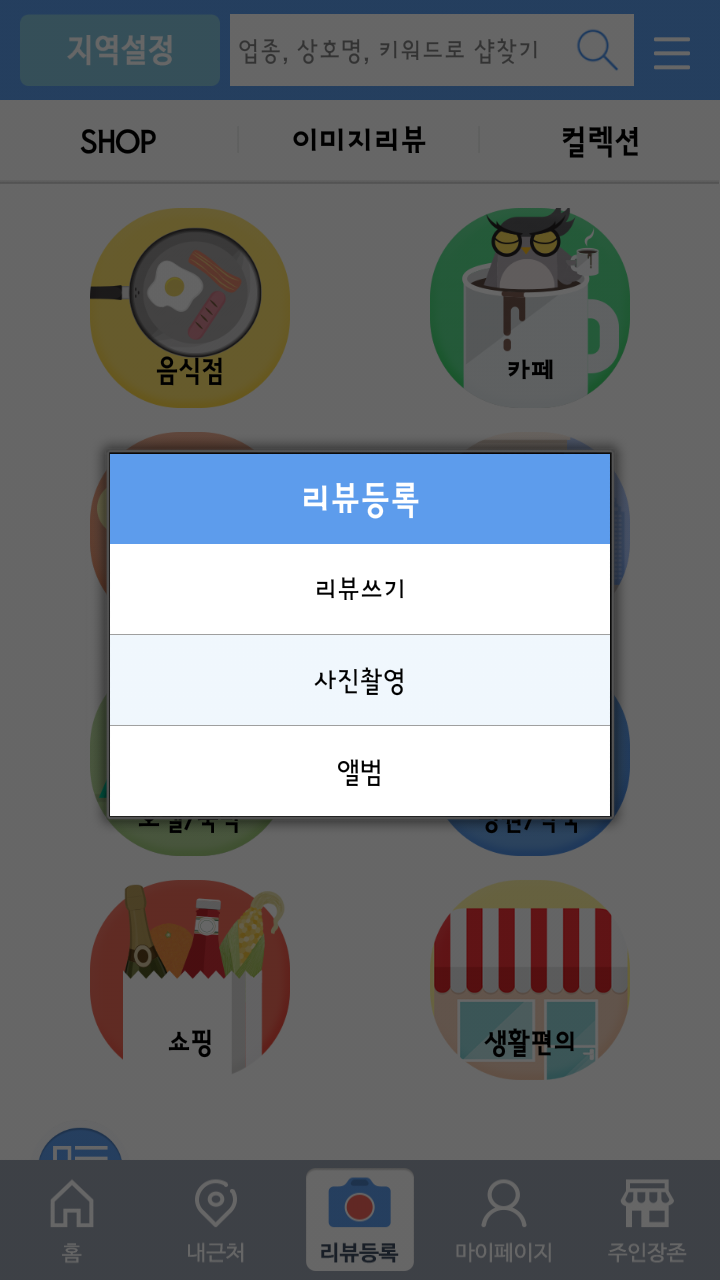 지역설정
업종, 상호명, 키워드로 샵찾기
SHOP
이미지리뷰
컬렉션
음식점
카페
리뷰등록
리뷰쓰기
사진촬영
앨범
쇼핑
생활편의
홈
내근처
리뷰등록
마이페이지
주인장존